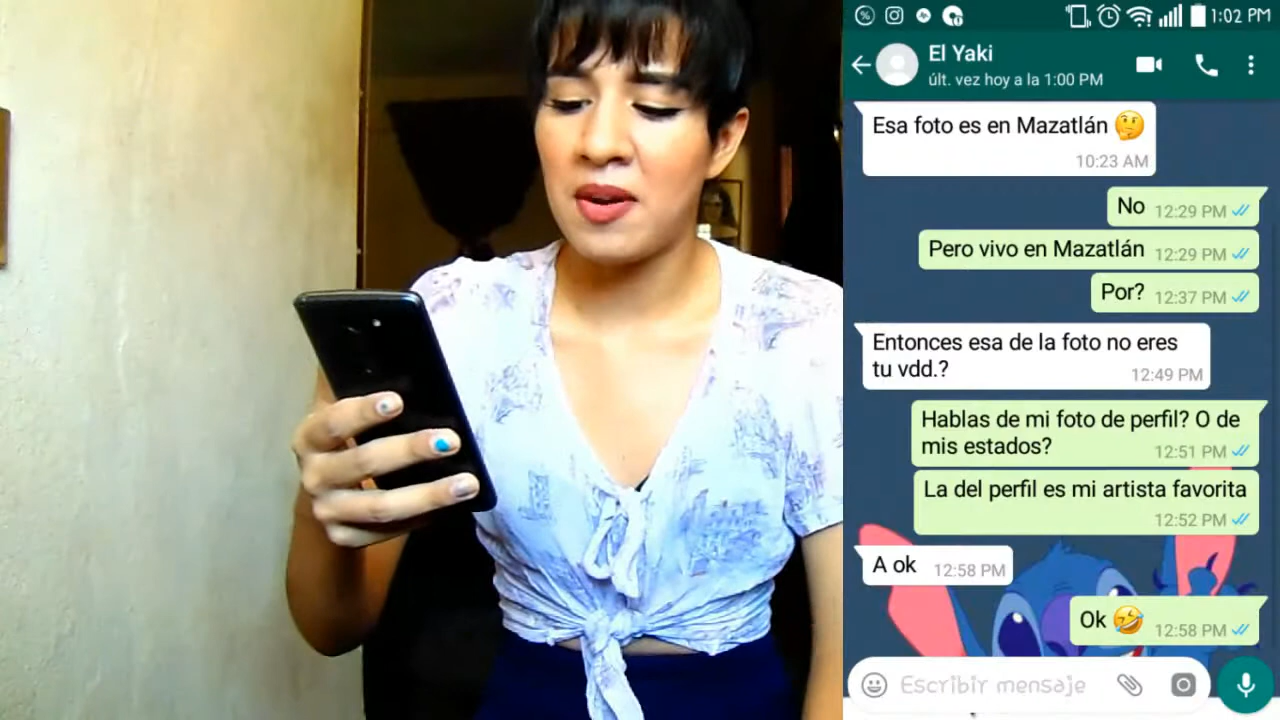 1:02 PM
El Yaki
últ. vez hoy a la 1:00 PM
Esa foto es en Mazatlán 🤔
10:23 AM
No 12:29 PM
Pero vivo en Mazatlán 12:29 PM
Por? 12:37 PM
Entonces esa de la foto no eres
tu vdd.? 12:49 PM
Hablas de mi foto de perfil? O de
mis estados? 12:51 PM
La del perfil es mi artista favorita
12:52 PM
A ok 12:58 PM
Ok 🤣 12:58 PM
Escribir mensaje